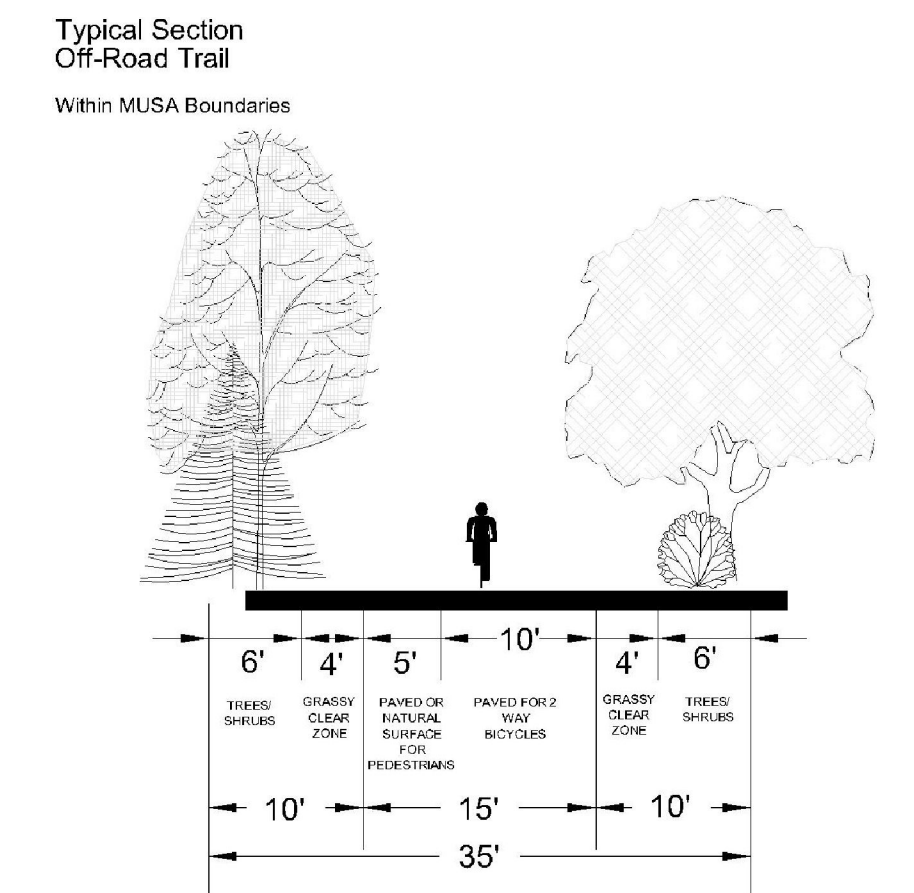 Typical Section
Off-Road Trail
Within MUSA Boundaries
6'
4'
5'
10'
4'
6'
TREES/
SHRUBS
GRASSY
CLEAR
ZONE
PAVED OR
NATURAL
SURFACE
FOR
PEDESTRIANS
PAVED FOR 2
WAY
BICYCLES
GRASSY
CLEAR
ZONE
TREES/
SHRUBS
10'
15'
10'
35'